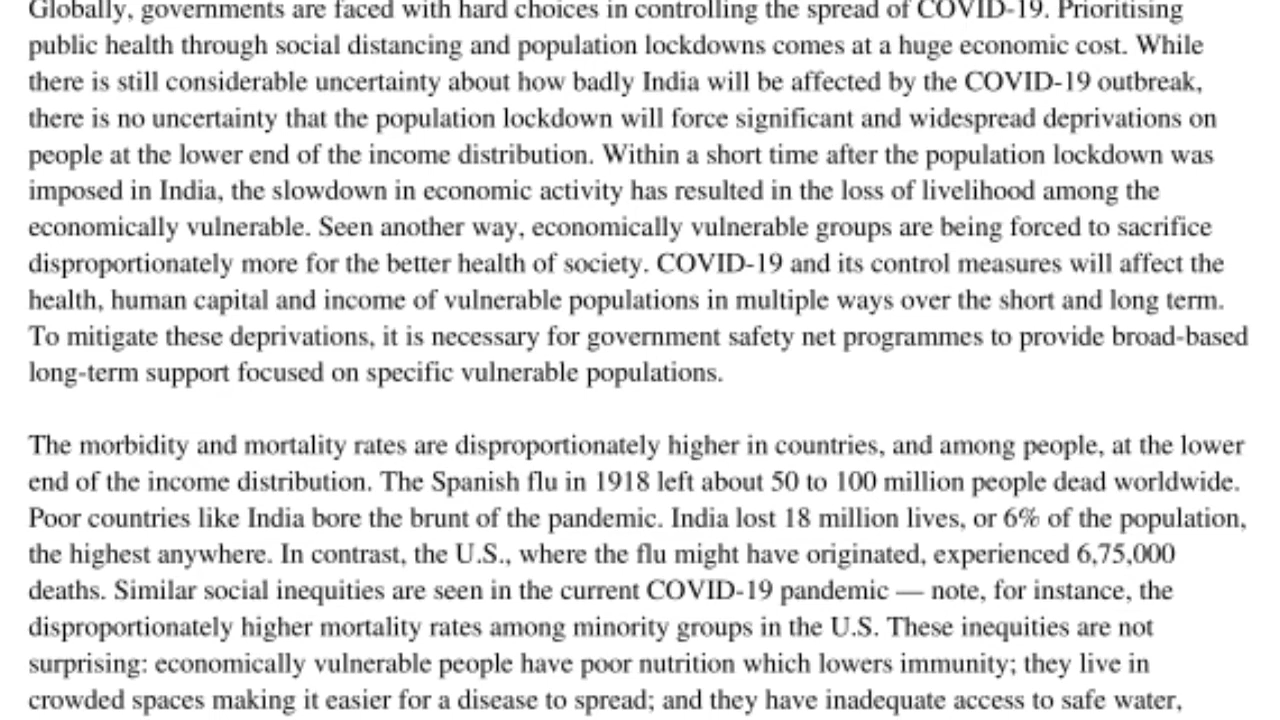 Globally, governments are faced with hard choices in controlling the spread of COVID-19. Prioritising
public health through social distancing and population lockdowns comes at a huge economic cost. While
there is still considerable uncertainty about how badly India will be affected by the COVID-19 outbreak,
there is no uncertainty that the population lockdown will force significant and widespread deprivations on
people at the lower end of the income distribution. Within a short time after the population lockdown was
imposed in India, the slowdown in economic activity has resulted in the loss of livelihood among the
economically vulnerable. Seen another way, economically vulnerable groups are being forced to sacrifice
disproportionately more for the better health of society. COVID-19 and its control measures will affect the
health, human capital and income of vulnerable populations in multiple ways over the short and long term.
To mitigate these deprivations, it is necessary for government safety net programmes to provide broad-based
long-term support focused on specific vulnerable populations.
The morbidity and mortality rates are disproportionately higher in countries, and among people, at the lower
end of the income distribution. The Spanish flu in 1918 left about 50 to 100 million people dead worldwide.
Poor countries like India bore the brunt of the pandemic. India lost 18 million lives, or 6% of the population,
the highest anywhere. In contrast, the U.S., where the flu might have originated, experienced 6,75,000
deaths. Similar social inequities are seen in the current COVID-19 pandemic — note, for instance, the
disproportionately higher mortality rates among minority groups in the U.S. These inequities are not
surprising: economically vulnerable people have poor nutrition which lowers immunity; they live in
crowded spaces making it easier for a disease to spread; and they have inadequate access to safe water,